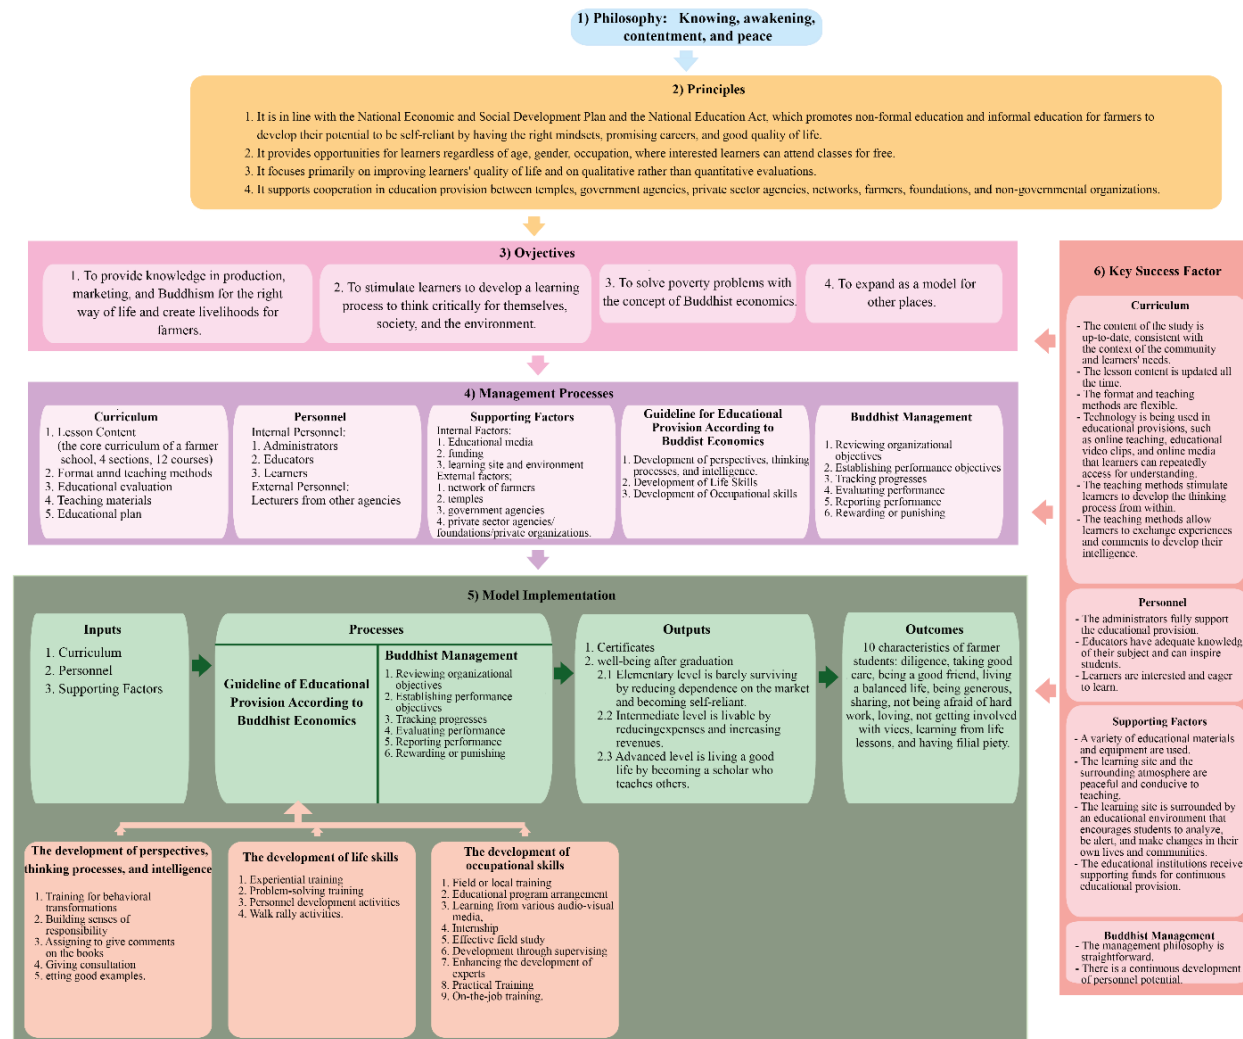 1) Philosophy: Knowing, awakening,
contentment, and peace
2) Principles
1. It is in line with the National Economic and Social Development Plan and the National Education Act, which promotes non-formal education and informal education for farmers to
develop their potential to be self-reliant by having the right mindsets, promising careers, and good quality of life.
2. It provides opportunities for learners regardless of age, gender, occupation, where interested learners can attend classes for free.
3. It focuses primarily on improving learners' quality of life and on qualitative rather than quantitative evaluations.
4. It supports cooperation in education provision between temples, government agencies, private sector agencies, networks, farmers, foundations, and non-governmental organizations.
3) Ovjectives
1. To provide knowledge in production,
marketing, and Buddhism for the right
way of life and create livelihoods for
farmers.
2. To stimulate learners to develop a learning
process to think critically for themselves,
society, and the environment.
3. To solve poverty problems with
the concept of Buddhist economics.
4. To expand as a model for
other places.
4) Management Processes
Curriculum
1. Lesson Content
(the core curriculum of a farmer
school, 4 sections, 12 courses)
2. Format annd teaching methods
3. Educational evaluation
4. Teaching materials
5. Educational plan
Personnel
Internal Personnel:
1. Administrators
2. Educators
3. Learners
External Personnel:
Lecturers from other agencies
Supporting Factors
Internal Factors:
1. Educational media
2. funding
3. learning site and environment
External factors;
1. network of farmers
2. temples
3. government agencies
4. private sector agencies/
foundations/private organizations.
Guideline for Educational
Provision According to
Buddist Economics
1. Development of perspectives, thinking
processes, and intelligence.
2. Development of Life Skills
3. Development of Occupational skills
Buddhist Management
1. Reviewing organizational
objectives
2. Establishing performance objectives
3. Tracking progresses
4. Evaluating performance
5. Reporting performance
6. Rewarding or punishing
5) Model Implementation
Inputs
1. Curriculum
2. Personnel
3. Supporting Factors
Processes
Guideline of Educational
Provision According to
Buddhist Economics
Buddhist Management
1. Reviewing organizational
objectives
2. Establishing performance
objectives
3. Tracking progresses
4. Evaluating performance
5. Reporting performance
6. Rewarding or punishing
Outputs
1. Certificates
2. well-being after graduation
2.1 Elementary level is barely surviving
by reducing dependence on the market
and becoming self-reliant.
2.2 Intermediate level is livable by
reducingexpenses and increasing
revenues.
2.3 Advanced level is living a good
life by becoming a scholar who
teaches others.
Outcomes
10 characteristics of farmer
students: diligence, taking good
care, being a good friend, living
a balanced life, being generous,
sharing, not being afraid of hard
work, loving, not getting involved
with vices, learning from life
lessons, and having filial piety.
The development of perspectives,
thinking processes, and intelligence
1. Training for behavioral
transformations
2. Building senses of
responsibility
3. Assigning to give comments
on the books
4. Giving consultation
5. etting good examples.
The development of life skills
1. Experiential training
2. Problem-solving training
3. Personnel development activities
4. Walk rally activities.
The development of
occupational skills
1. Field or local training
2. Educational program arrangement
3. Learning from various audio-visual
media,
4. Internship
5. Effective field study
6. Development through supervising
7. Enhancing the development of
experts
8. Practical Training
9. On-the-job training.
6) Key Success Factor
Curriculum
- The content of the study is
up-to-date, consistent with
the context of the community
and learners' needs.
- The lesson content is updated all
the time.
- The format and teaching
methods are flexible.
- Technology is being used in
educational provisions, such
as online teaching, educational
video clips, and online media
that learners can repeatedly
access for understanding.
- The teaching methods stimulate
learners to develop the thinking
process from within.
- The teaching methods allow
learners to exchange experiences
and comments to develop their
intelligence.
Personnel
- The administrators fully support
the educational provision.
- Educators have adequate knowledg
of their subject and can inspire
students.
- Learners are interested and eager
to learn.
Supporting Factors
- A variety of educational materials
and equipment are used.
- The learning site and the
surrounding atmosphere are
peaceful and conducive to
teaching.
- The learning site is surrounded by
an educational environment that
encourages students to analyze,
be alert, and make changes in their
own lives and communities.
- The educational institutions receive
supporting funds for continuous
educational provision.
Buddhist Management
- The management philosophy is
straightforward.
- There is a continuous development
of personnel potential.